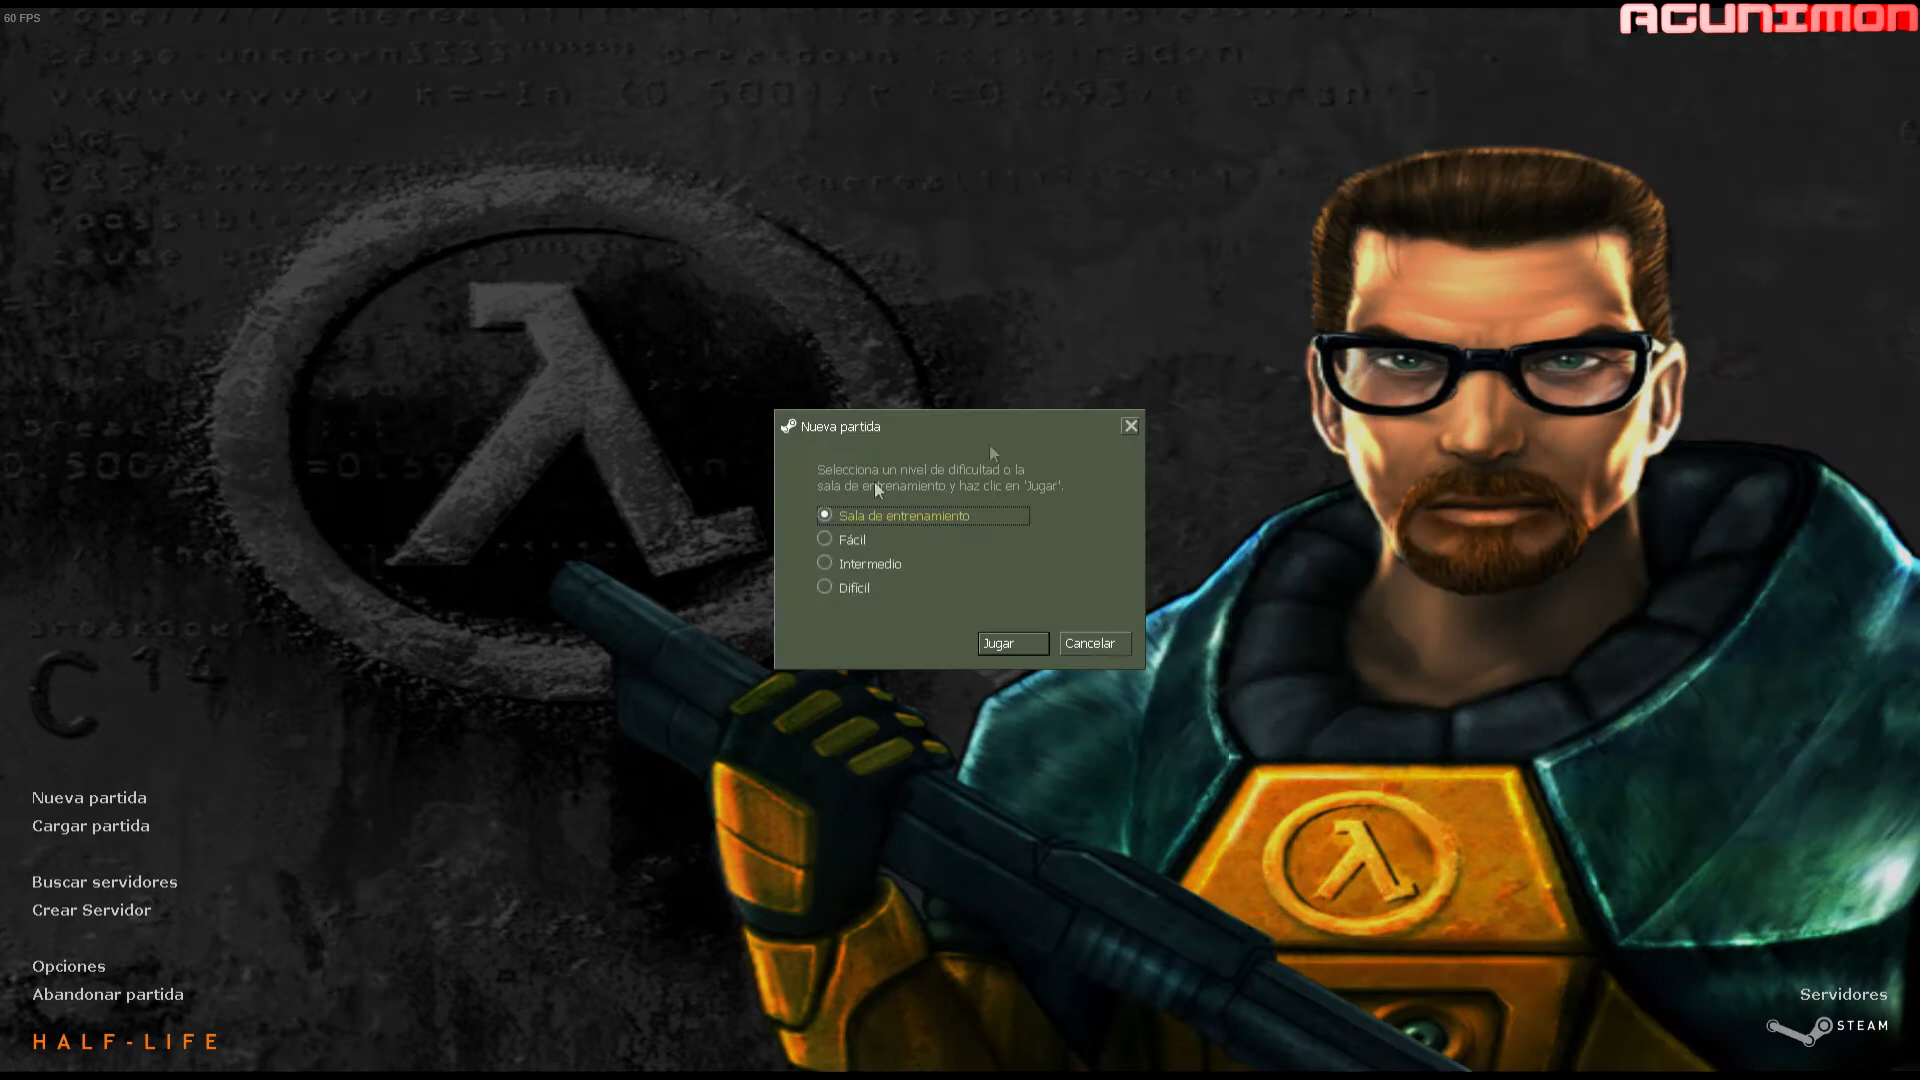 60 FPS
AGUNIMON
Nueva partida
Selecciona un nivel de dificultad o la
sala de entrenamiento y haz clic en 'Jugar'.
Sala de entrenamiento
Fácil
Intermedio
Difícil
Jugar
Cancelar
C 14
Nueva partida
Cargar partida
Buscar servidores
Crear Servidor
Opciones
Abandonar partida
HALF-LIFE
Servidores
STEAM